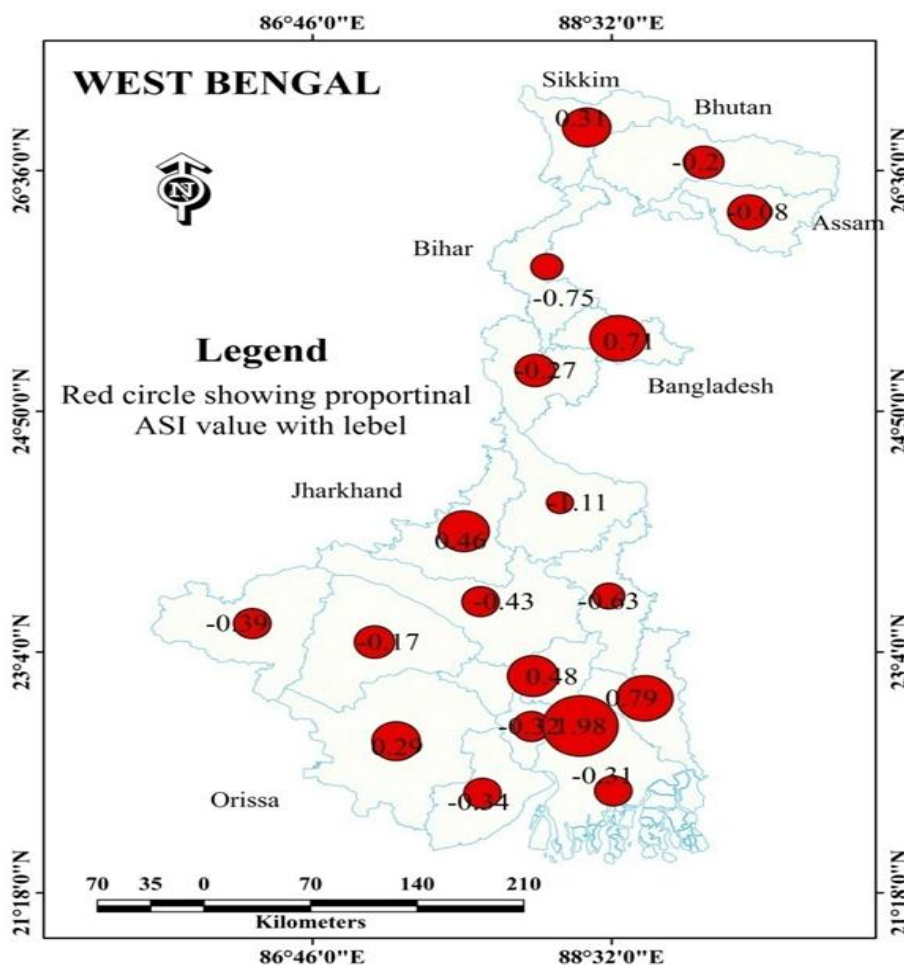 86°46'0"E 88°32'0"E
WEST BENGAL
Sikkim
Bhutan
0.31
-0.2
26°36'0"N 26°36'0"N
N
-0.08
Assam
Bihar
-0.75
0.71
Legend
-0.27
Bangladesh
Red circle showing proportinal
ASI value with lebel
24°50'0"N 24°50'0"N
Jharkhand
-1.11
0.46
-0.43
-0.63
-0.39
-0.17
23°4'0"N 23°4'0"N
0.48
0.79
-0.32
1.98
0.29
-0.31
-0.34
Orissa
70 35 0 70 140 210
Kilometers
21°18'0"N 21°18'0"N
86°46'0"E 88°32'0"E